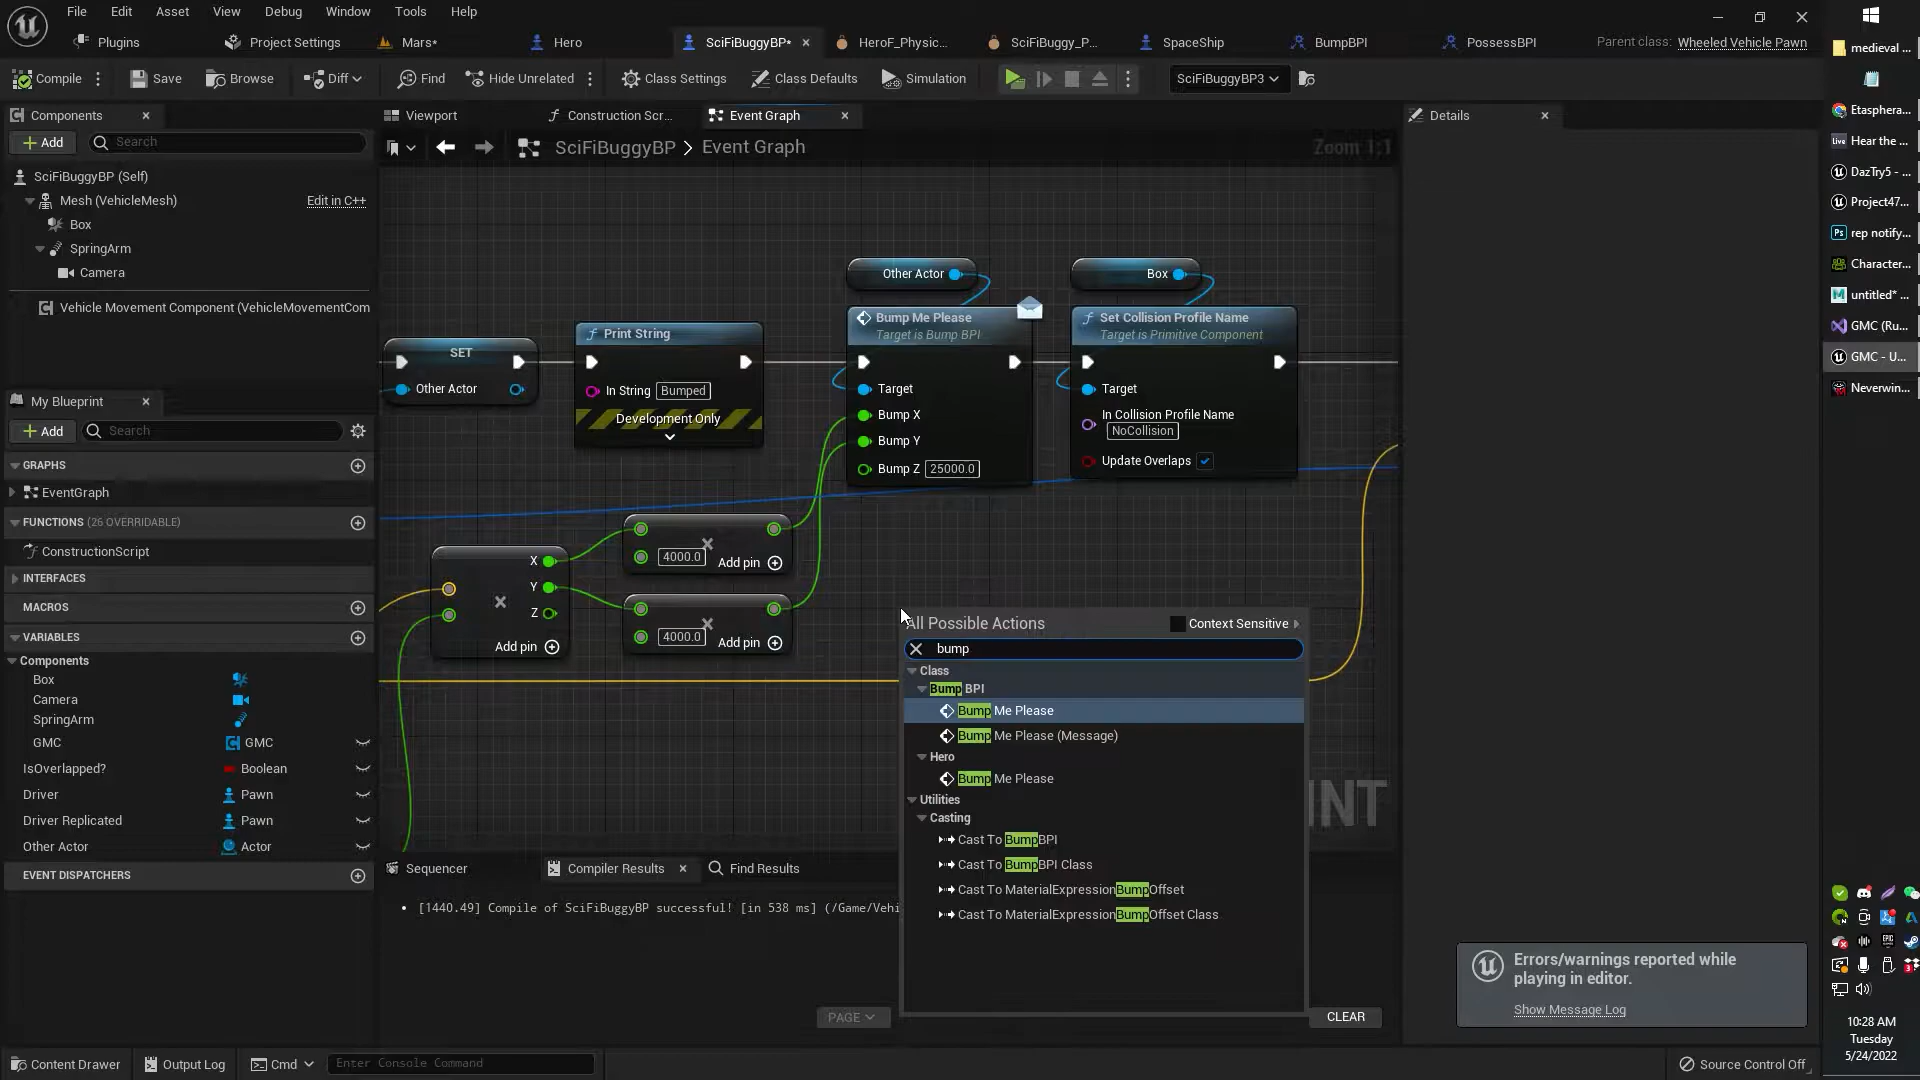 File Edit Asset View Debug Window Tools Help
Plugins Project Settings Mars* Hero SciFiBuggyBP* HeroF_Physic... SciFiBuggy_P... SpaceShip BumpBPI PossessBPI Parent class: Wheeled Vehicle Pawn
Compile Save Browse Diff Find Hide Unrelated Class Settings Class Defaults Simulation SciFiBuggyBP3
Components
Viewport Construction Scr... Event Graph
Details
Add Search
SciFiBuggyBP > Event Graph
Zoom 1:1
SciFiBuggyBP (Self)
Mesh (VehicleMesh) Edit in C++
Box
SpringArm
Camera
Vehicle Movement Component (VehicleMovementCom
My Blueprint
Add Search
GRAPHS
EventGraph
FUNCTIONS (26 OVERRIDABLE)
ConstructionScript
INTERFACES
MACROS
VARIABLES
Components
Box
Camera
SpringArm
GMC GMC
IsOverlapped? Boolean
Driver Pawn
Driver Replicated Pawn
Other Actor Actor
EVENT DISPATCHERS
SET
Other Actor
Print String
In String Bumped
Development Only
Other Actor
Bump Me Please
Target is Bump BPI
Target
Bump X
Bump Y
Bump Z 25000.0
Box
Set Collision Profile Name
Target is Primitive Component
Target
In Collision Profile Name
NoCollision
Update Overlaps
X
Y
Z
Add pin
4000.0 Add pin
4000.0 Add pin
All Possible Actions Context Sensitive
bump
Class
Bump BPI
Bump Me Please
Bump Me Please (Message)
Hero
Bump Me Please
Utilities
Casting
Cast To BumpBPI
Cast To BumpBPI Class
Cast To MaterialExpressionBumpOffset
Cast To MaterialExpressionBumpOffset Class
INT
Sequencer Compiler Results Find Results
[1440.49] Compile of SciFiBuggyBP successful! [in 538 ms] (/Game/Vehi
PAGE CLEAR
Errors/warnings reported while
playing in editor.
Show Message Log
Content Drawer Output Log Cmd Enter Console Command Source Control Off
medieval ...
Etasphera...
Hear the ...
DazTry5 - ...
Project47...
rep notify...
Character...
untitled* ...
GMC (Ru...
GMC - U...
Neverwin...
10:28 AM
Tuesday
5/24/2022